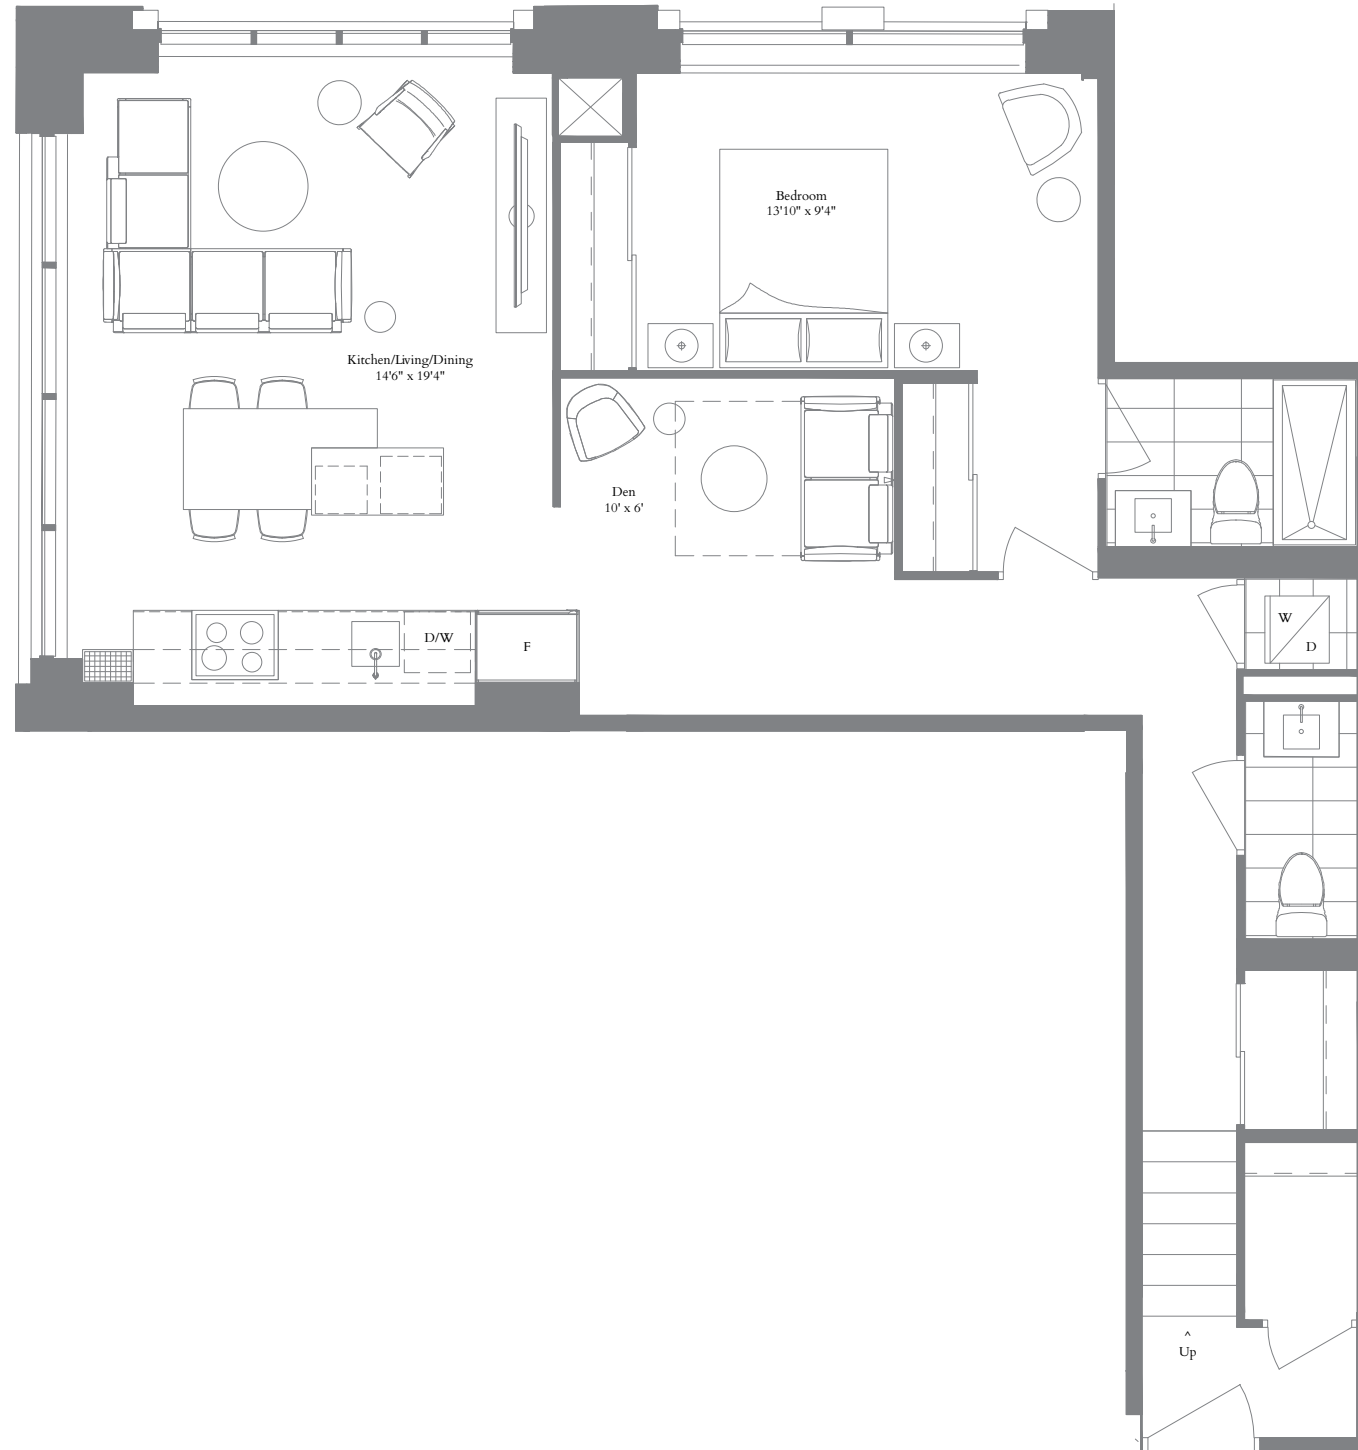 Bedroom
13'10" x 9'4"
Kitchen/Living/Dining
14'6" x 19'4"
Den
10' x 6'
D/W
F
W
D
^
Up